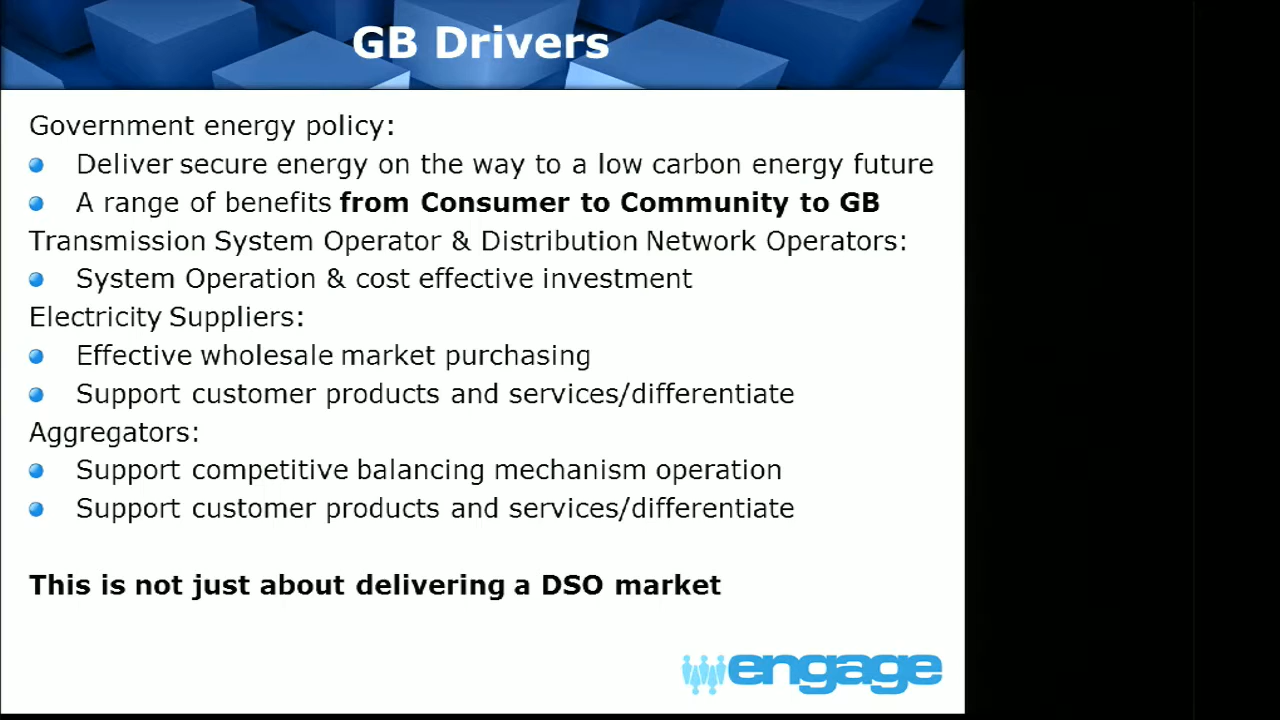 GB Drivers
Government energy policy:
Deliver secure energy on the way to a low carbon energy future
A range of benefits from Consumer to Community to GB
Transmission System Operator & Distribution Network Operators:
System Operation & cost effective investment
Electricity Suppliers:
Effective wholesale market purchasing
Support customer products and services/differentiate
Aggregators:
Support competitive balancing mechanism operation
Support customer products and services/differentiate
This is not just about delivering a DSO market
engage